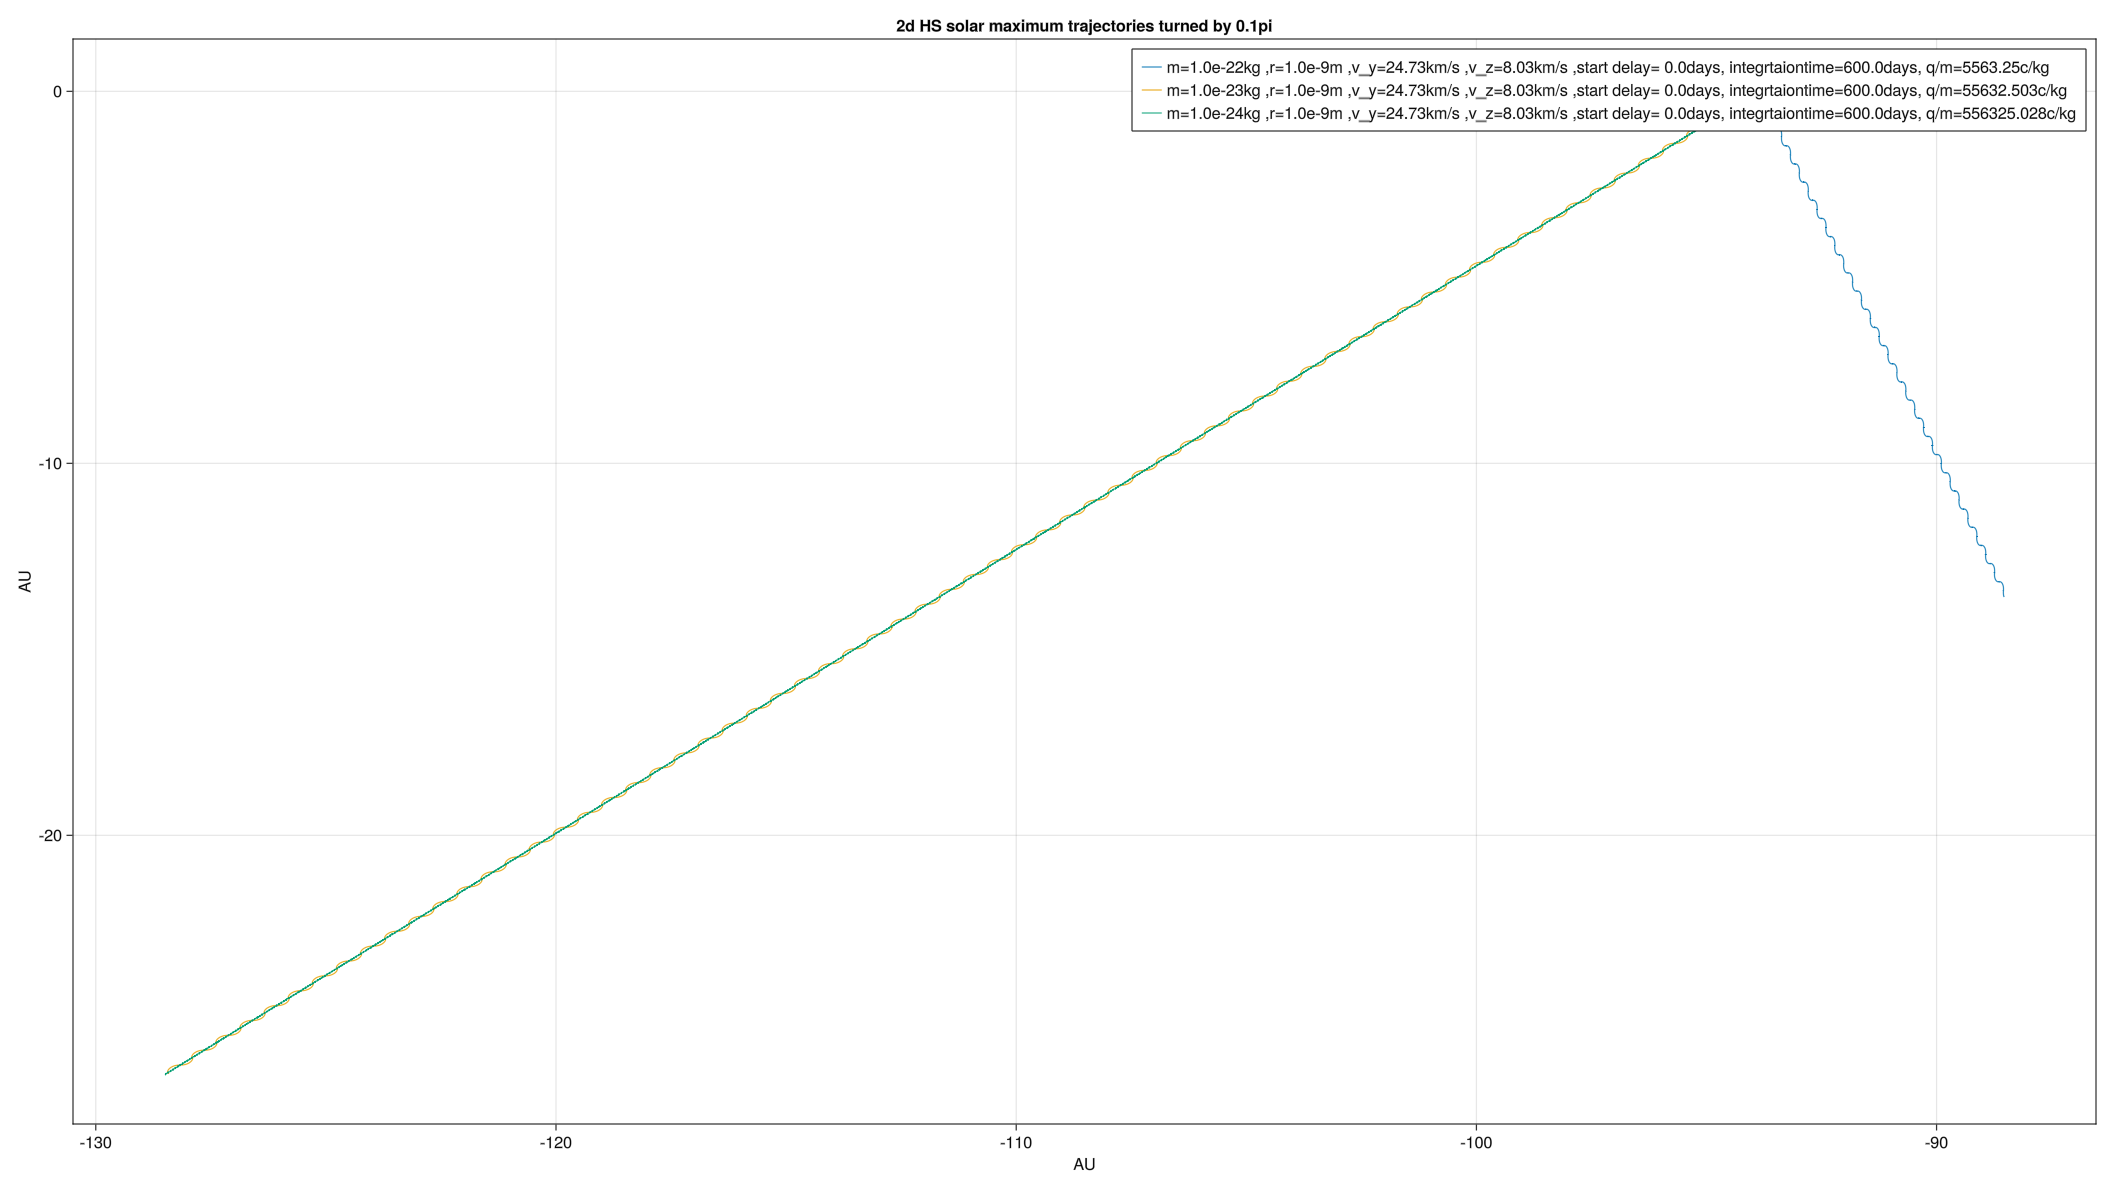 2d HS solar maximum trajectories turned by 0.1pi
m=1.0e-22kg ,r=1.0e-9m ,v_y=24.73km/s ,v_z=8.03km/s ,start delay= 0.0days, integrtaiontime=600.0days, q/m=5563.25c/kg
m=1.0e-23kg ,r=1.0e-9m ,v_y=24.73km/s ,v_z=8.03km/s ,start delay= 0.0days, integrtaiontime=600.0days, q/m=55632.503c/kg
m=1.0e-24kg ,r=1.0e-9m ,v_y=24.73km/s ,v_z=8.03km/s ,start delay= 0.0days, integrtaiontime=600.0days, q/m=556325.028c/kg
0
-10
-20
AU
-130 -120 -110 -100 -90
AU